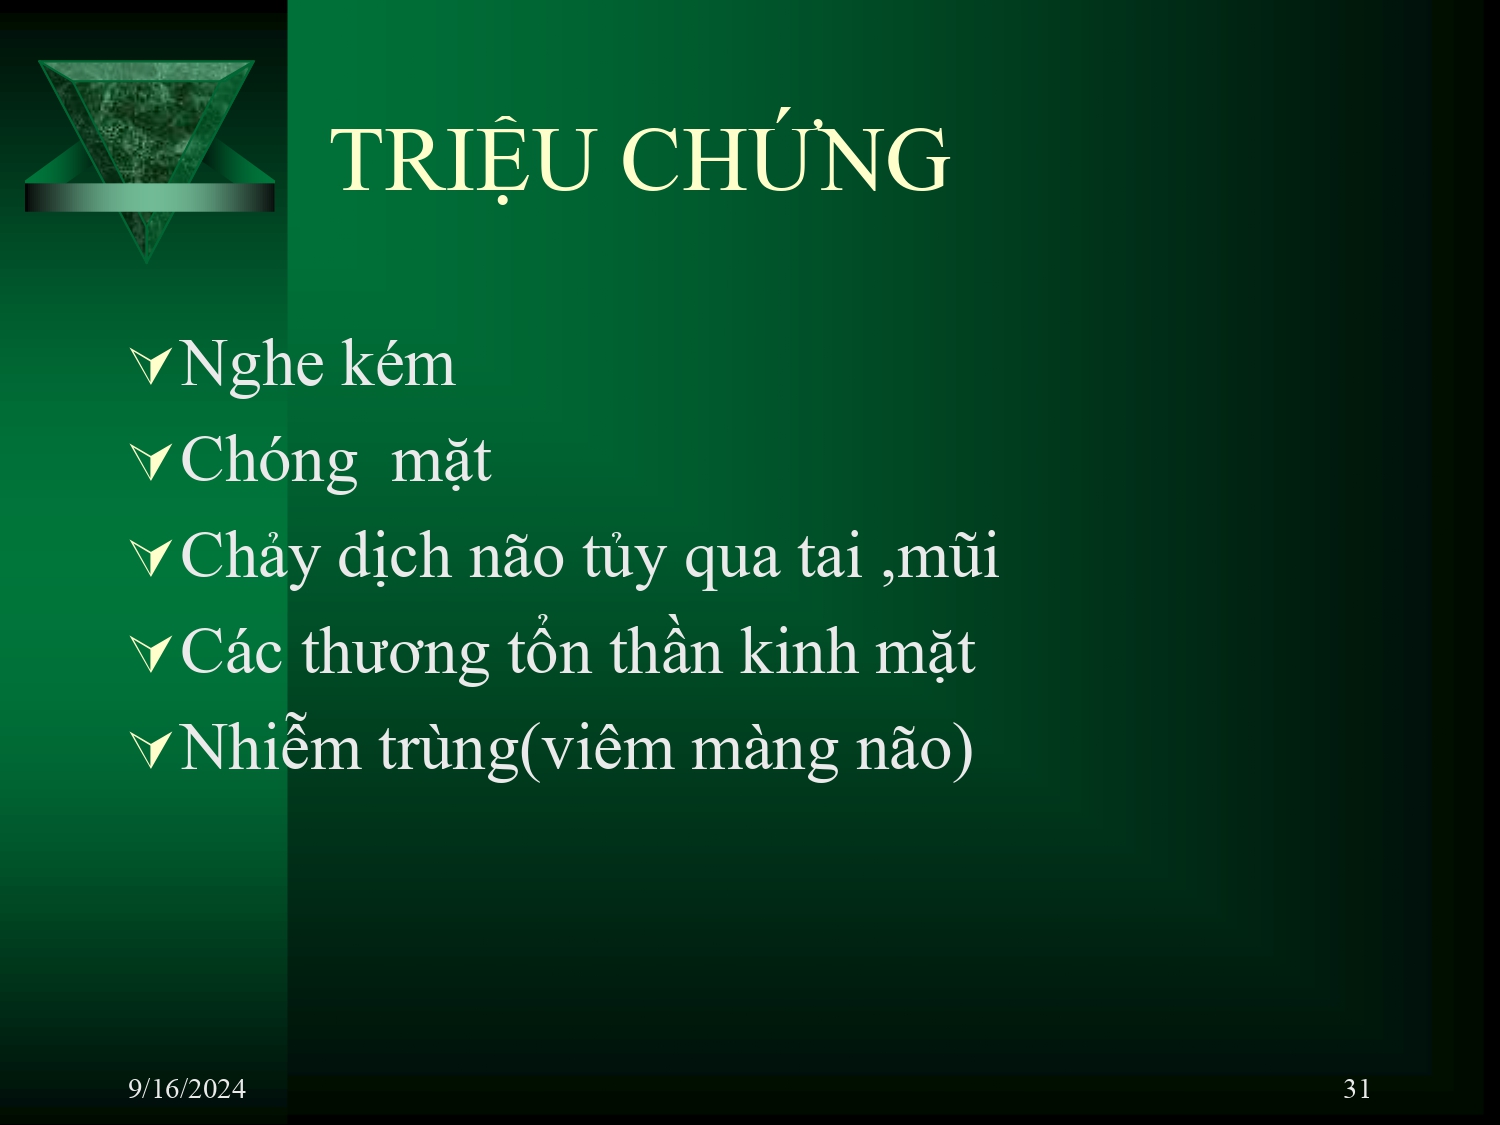 TRIỆU CHỨNG
Nghe kém
Chóng  mặt
Chảy dịch não tủy qua tai ,mũi
Các thương tổn thần kinh mặt
Nhiễm trùng(viêm màng não)
9/16/2024
31